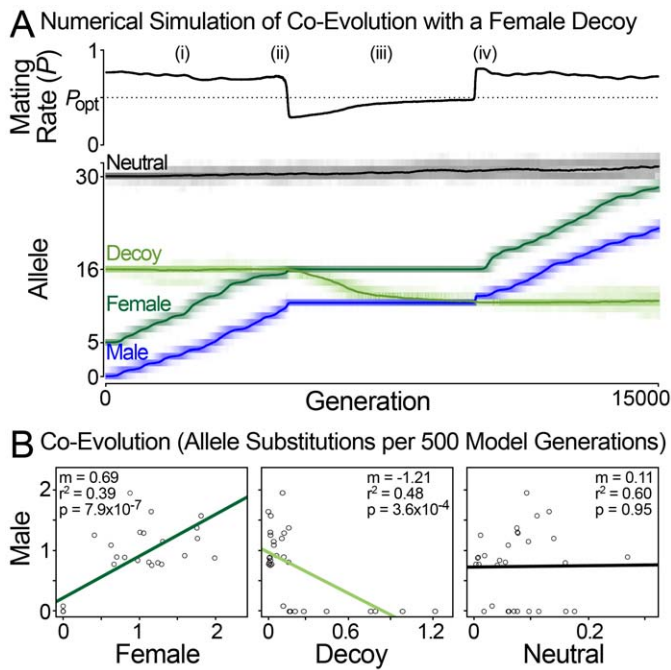 A Numerical Simulation of Co-Evolution with a Female Decoy
(i) (ii) (iii) (iv)
Mating
Rate (P)
1
Popt
0
Allele
Neutral
30
Decoy
16
Female
5
Male
0
0 Generation 15000
B Co-Evolution (Allele Substitutions per 500 Model Generations)
Male
2
1
0
m = 0.69
r² = 0.39
p = 7.9x10⁻⁷
m = -1.21
r² = 0.48
p = 3.6x10⁻⁴
m = 0.11
r² = 0.60
p = 0.95
0 1 2
0 0.6 1.2
0 0.2
Female Decoy Neutral